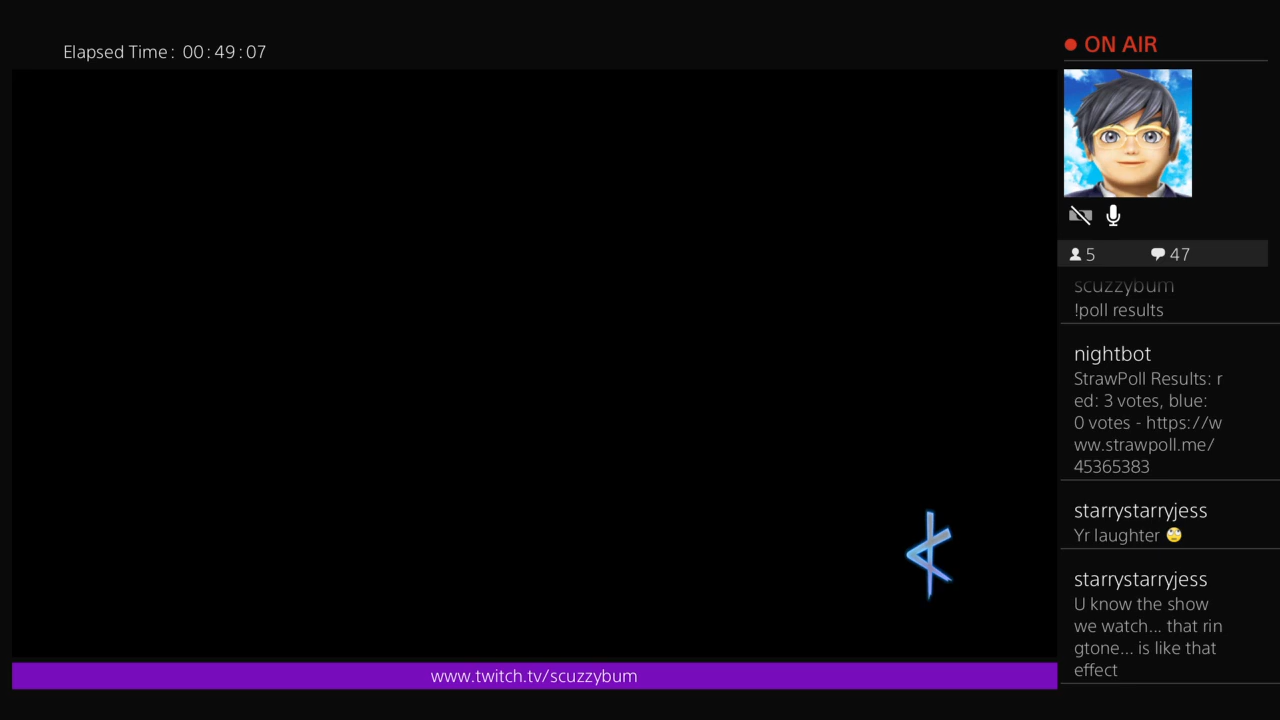 Elapsed Time: 00:49:07
ON AIR
5 47
scuzzybum
!poll results
nightbot
StrawPoll Results: r
ed: 3 votes, blue:
0 votes - https://w
ww.strawpoll.me/
45365383
starrystarryjess
Yr laughter 🙄
starrystarryjess
U know the show
we watch... that rin
gtone... is like that
effect
www.twitch.tv/scuzzybum